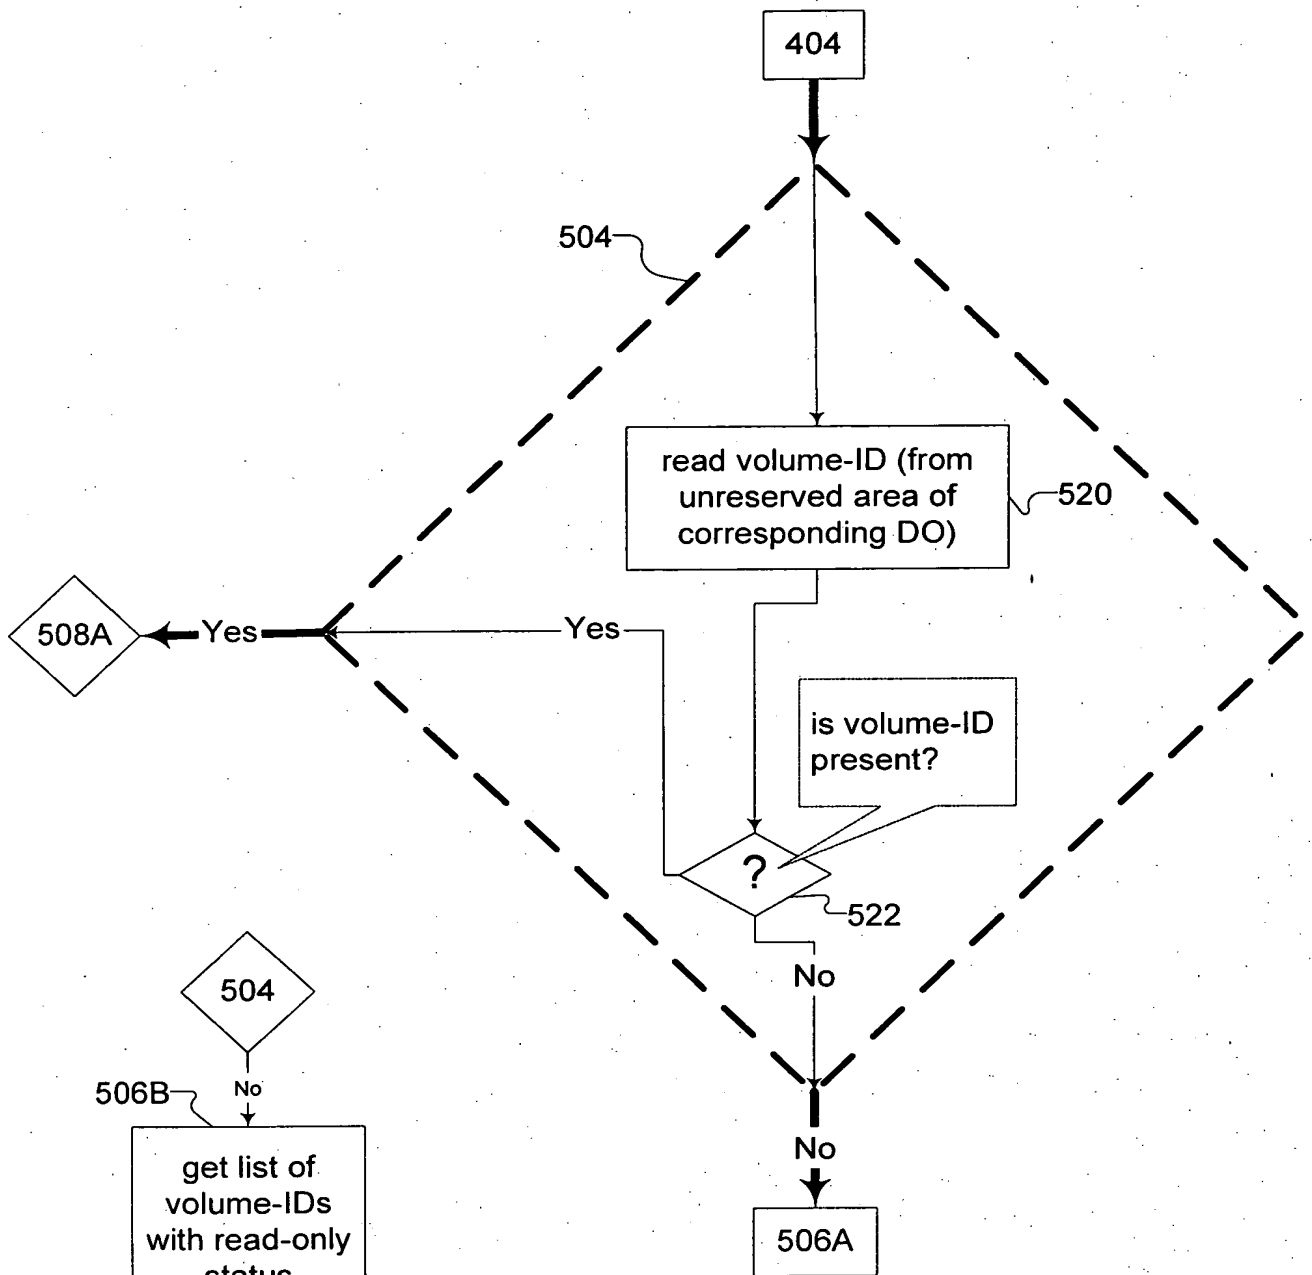 404
504
read volume-ID (from
unreserved area of
corresponding DO)
520
508A
Yes
Yes
is volume-ID
present?
?
522
No
504
No
506B
get list of
volume-IDs
with read-only
status
No
506A